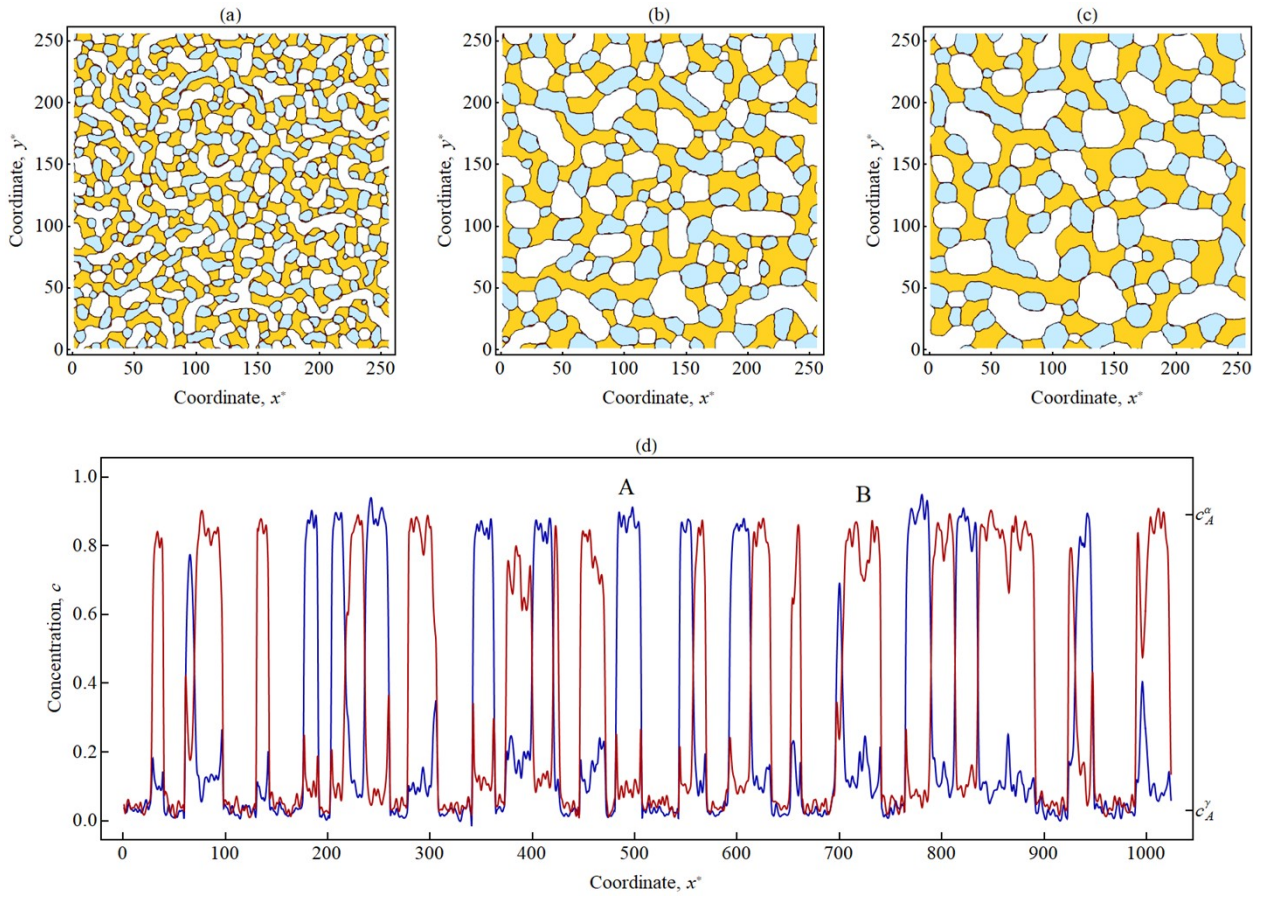 (a)
(b)
(c)
250
200
150
100
50
0
Coordinate, y*
0 50 100 150 200 250
Coordinate, x*
250
200
150
100
50
0
Coordinate, y*
0 50 100 150 200 250
Coordinate, x*
250
200
150
100
50
0
Coordinate, y*
0 50 100 150 200 250
Coordinate, x*
(d)
1.0
0.8
0.6
0.4
0.2
0.0
Concentration, c
A
B
c_A^α
c_A^γ
0 100 200 300 400 500 600 700 800 900 1000
Coordinate, x*